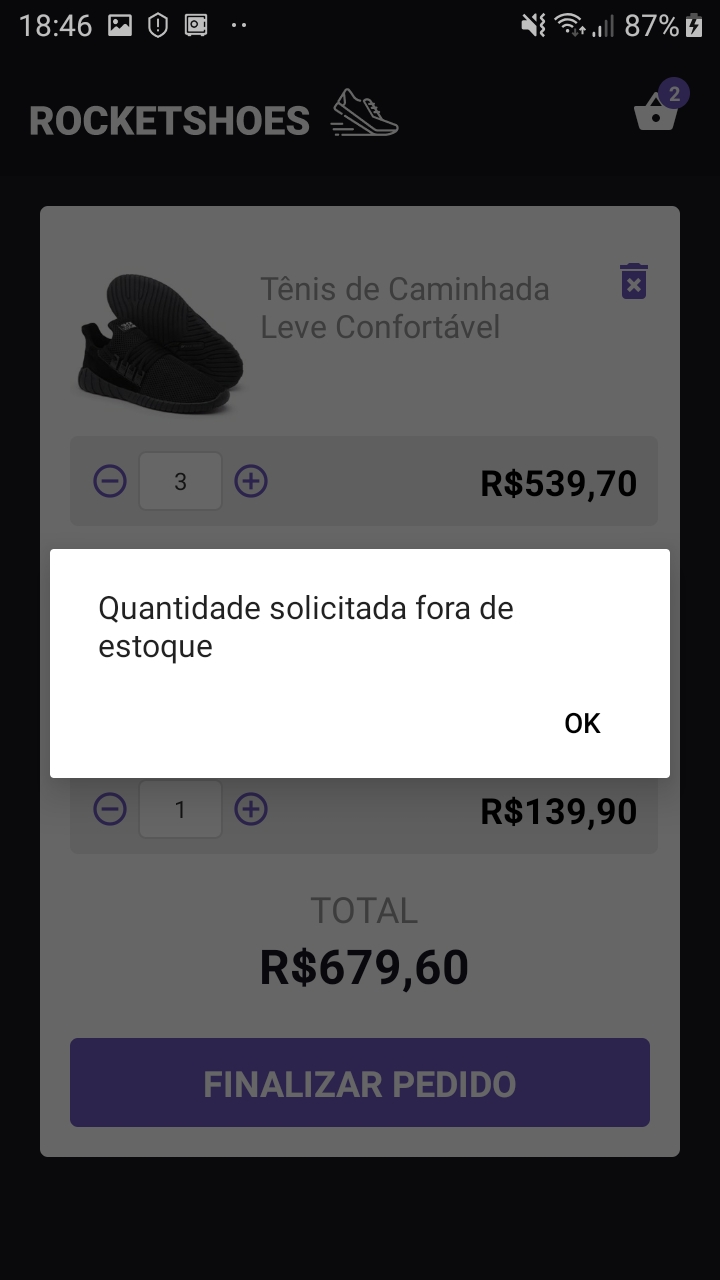 18:46 87%
ROCKETSHOES 2
Tênis de Caminhada
Leve Confortável
3 R$539,70
Quantidade solicitada fora de
estoque
OK
1 R$139,90
TOTAL
R$679,60
FINALIZAR PEDIDO